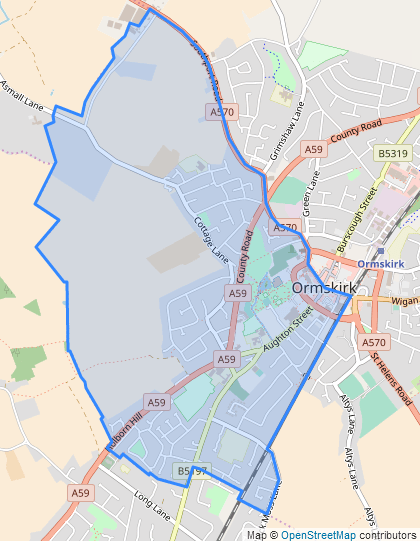 Southport Road
Asmall Lane
A570
Grimshaw Lane
County Road
A59
B5319
Green Lane
Burscough Street
Cottage Lane
A570
County Road
Ormskirk
A59
Ormskirk
Wigan
Aughton Street
A570
A59
St Helens Road
A59
Holborn Hill
Altys Lane
Altys Lane
A59
Long Lane
Moss Lane
Map © OpenStreetMap contributors